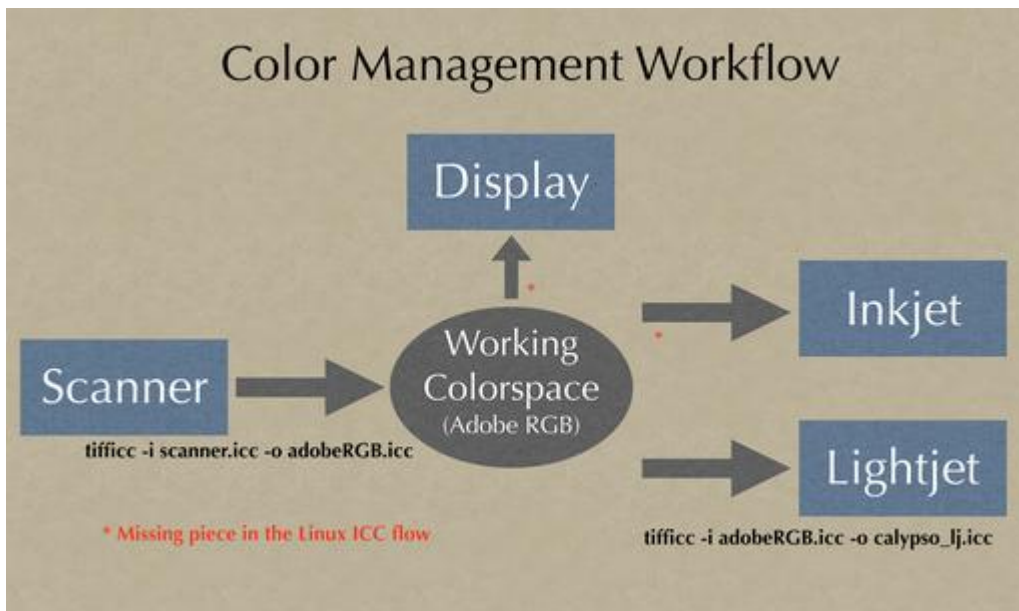 Color Management Workflow
Display
*
Inkjet
*
Working
Colorspace
(Adobe RGB)
Scanner
tifficc -i scanner.icc -o adobeRGB.icc
Lightjet
tifficc -i adobeRGB.icc -o calypso_lj.icc
* Missing piece in the Linux ICC flow